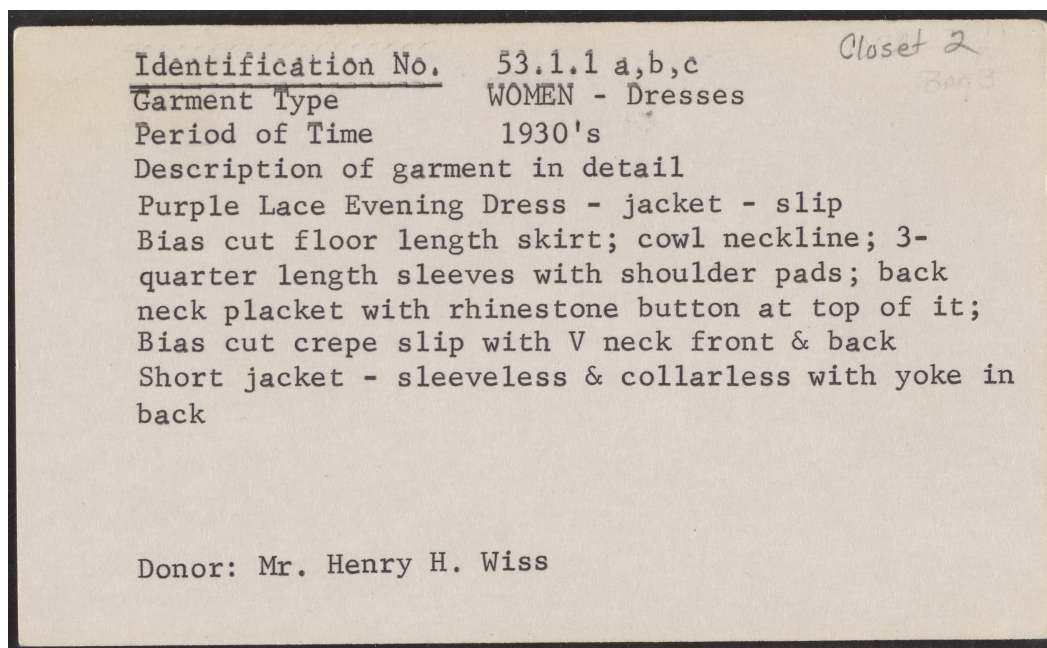 Closet 2
Identification No. 53.1.1 a,b,c
Garment Type WOMEN - Dresses
Period of Time 1930's
Description of garment in detail
Purple Lace Evening Dress - jacket - slip
Bias cut floor length skirt; cowl neckline; 3-
quarter length sleeves with shoulder pads; back
neck placket with rhinestone button at top of it;
Bias cut crepe slip with V neck front & back
Short jacket - sleeveless & collarless with yoke in
back
Donor: Mr. Henry H. Wiss